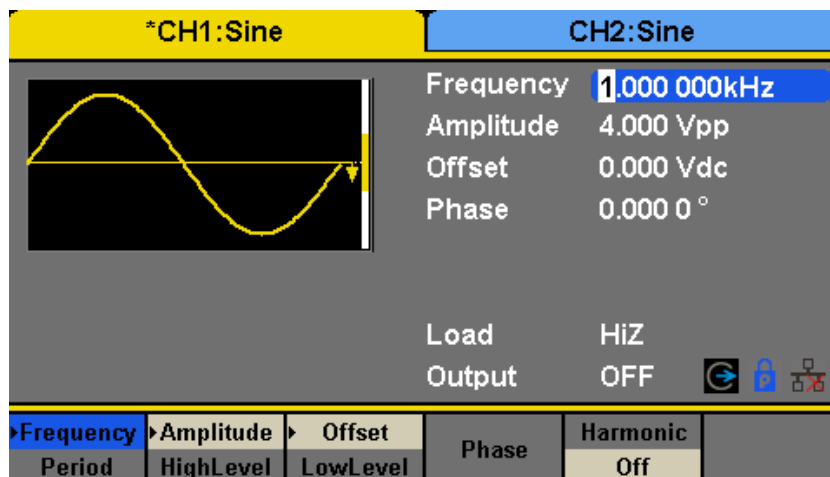 *CH1:Sine CH2:Sine
Frequency 1.000 000kHz
Amplitude 4.000 Vpp
Offset 0.000 Vdc
Phase 0.000 0 °
Load HiZ
Output OFF P
Frequency Amplitude Offset Phase Harmonic
Period HighLevel LowLevel Off